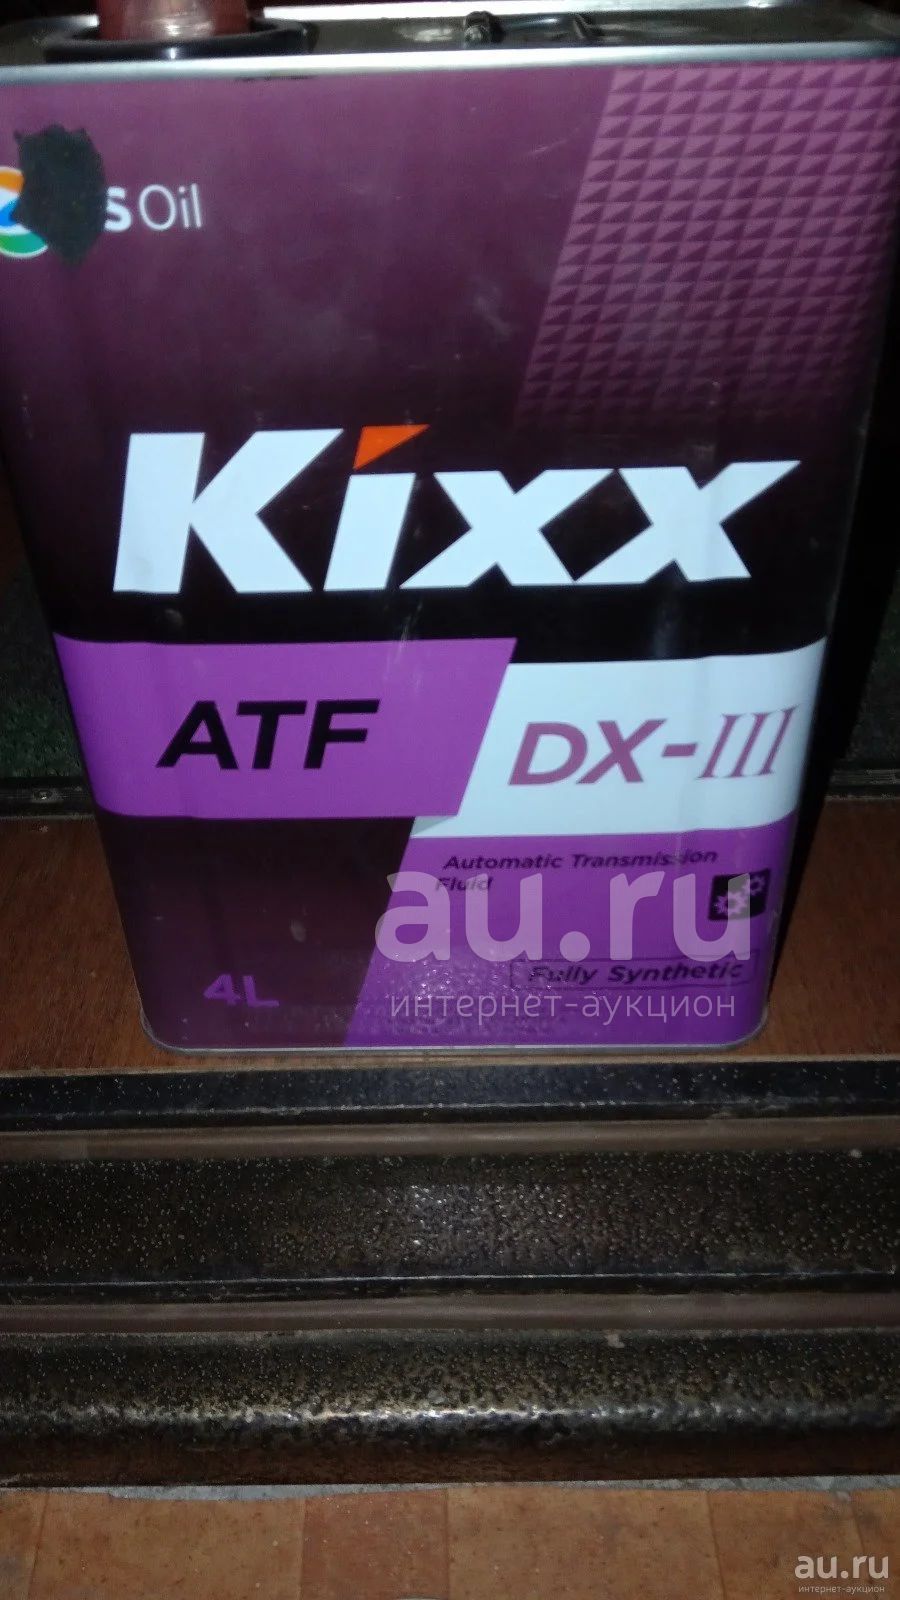 S Oil
Kixx
ATF
DX-III
Automatic Transmission
Fluid
au.ru
4L
Fully Synthetic
интернет-аукцион
au.ru
интернет-аукцион